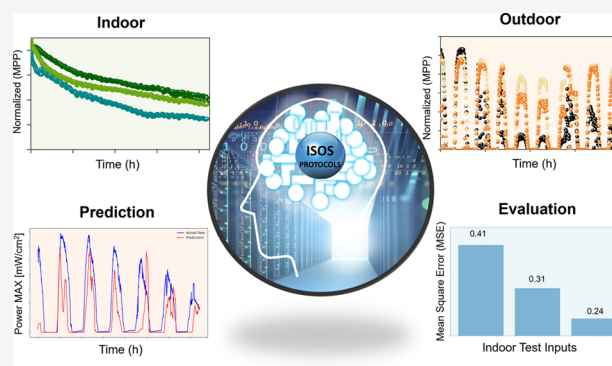 Indoor
Normalized (MPP)
Time (h)
Outdoor
Normalized (MPP)
Time (h)
ISOS
PROTOCOLS
Prediction
Actual Data
Predictions
Power MAX [mW/cm²]
Time (h)
Evaluation
Mean Square Error (MSE)
0.41
0.31
0.24
Indoor Test Inputs